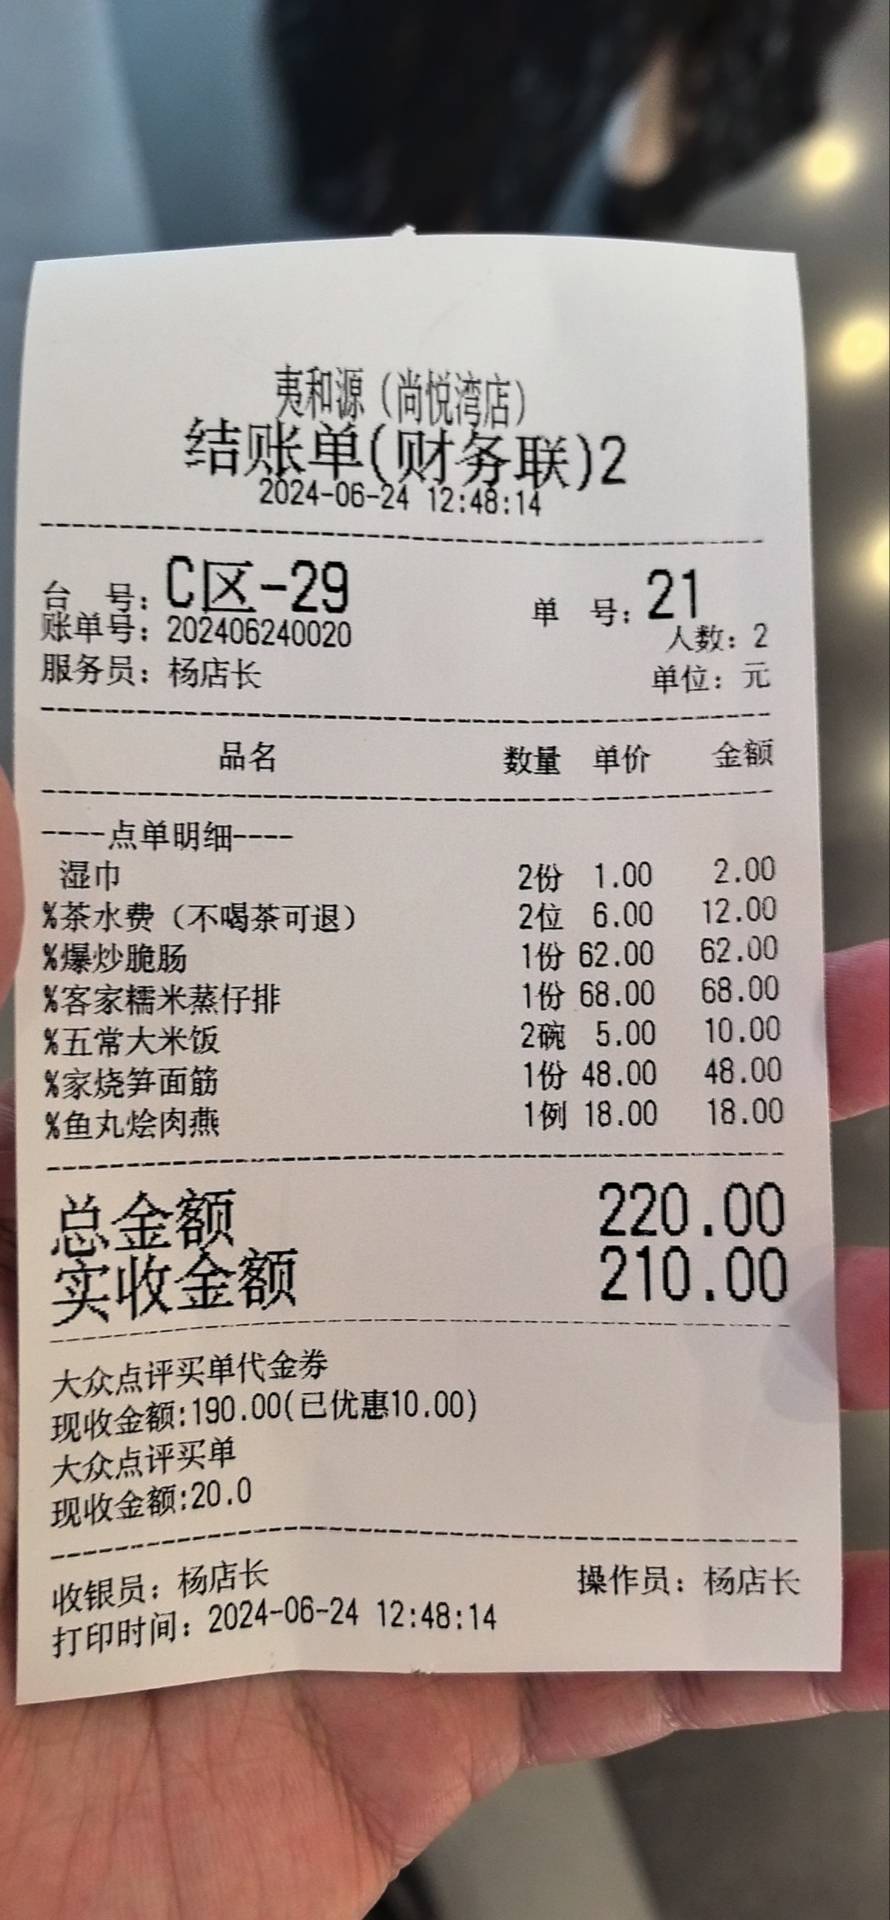 夷和源（尚悦湾店）
结账单(财务联)2
2024-06-24 12:48:14
台 号：C区-29 单 号：21
账单号：202406240020 人数：2
服务员：杨店长 单位：元
品名 数量 单价 金额
----点单明细----
湿巾 2份 1.00 2.00
%茶水费（不喝茶可退） 2位 6.00 12.00
%爆炒脆肠 1份 62.00 62.00
%客家糯米蒸仔排 1份 68.00 68.00
%五常大米饭 2碗 5.00 10.00
%家烧笋面筋 1份 48.00 48.00
%鱼丸烩肉燕 1例 18.00 18.00
总金额 220.00
实收金额 210.00
大众点评买单代金券
现收金额:190.00(已优惠10.00)
大众点评买单
现收金额:20.0
收银员：杨店长 操作员：杨店长
打印时间：2024-06-24 12:48:14